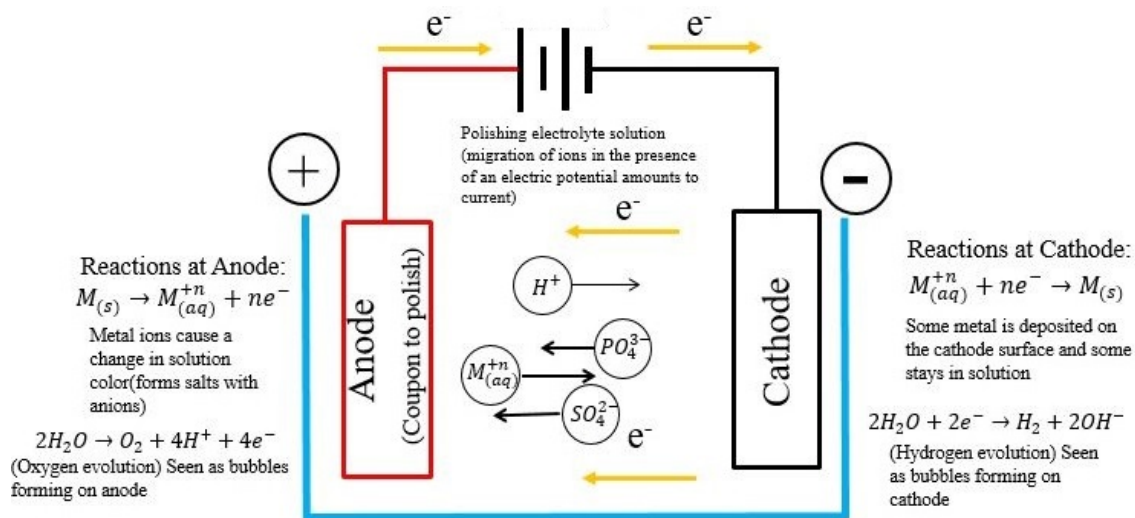 e⁻
e⁻
Polishing electrolyte solution
(migration of ions in the presence
of an electric potential amounts to
current)
+
-
e⁻
Reactions at Anode:
M₍ₛ₎ → M⁺ⁿ₍aq₎ + ne⁻
Metal ions cause a
change in solution
color(forms salts with
anions)
2H₂O → O₂ + 4H⁺ + 4e⁻
(Oxygen evolution) Seen as bubbles
forming on anode
Anode
(Coupon to polish)
H⁺
PO₄³⁻
M⁺ⁿ₍aq₎
SO₄²⁻
e⁻
Cathode
Reactions at Cathode:
M⁺ⁿ₍aq₎ + ne⁻ → M₍ₛ₎
Some metal is deposited on
the cathode surface and some
stays in solution
2H₂O + 2e⁻ → H₂ + 2OH⁻
(Hydrogen evolution) Seen
as bubbles forming on
cathode